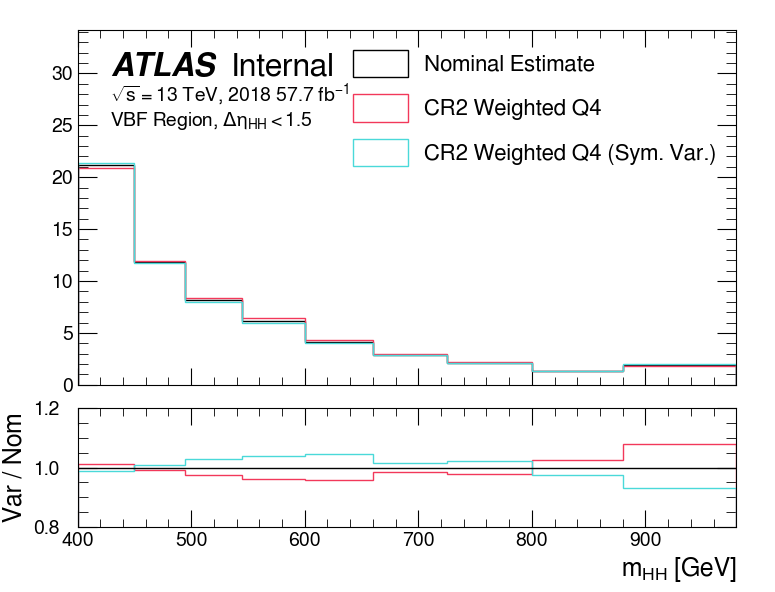 ATLAS Internal
√s = 13 TeV, 2018 57.7 fb⁻¹
VBF Region, Δη_HH < 1.5
Nominal Estimate
CR2 Weighted Q4
CR2 Weighted Q4 (Sym. Var.)
30
25
20
15
10
5
0
Var / Nom
1.2
1.0
0.8
400 500 600 700 800 900
m_HH [GeV]